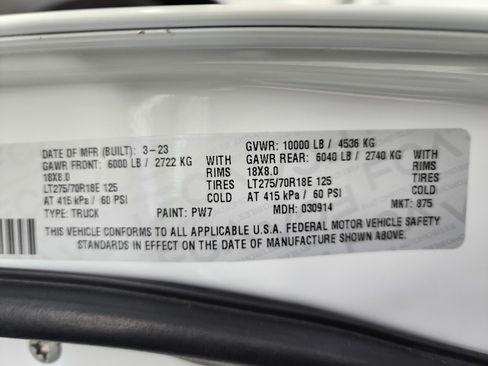 DATE OF MFR (BUILT): 3-23 GVWR: 10000 LB / 4536 KG
GAWR FRONT: 6000 LB / 2722 KG WITH GAWR REAR: 6040 LB / 2740 KG WITH
18X8.0 RIMS 18X8.0 RIMS
LT275/70R18E 125 TIRES LT275/70R18E 125 TIRES
AT 415 kPa / 60 PSI COLD AT 415 kPa / 60 PSI COLD
TYPE: TRUCK PAINT: PW7 MDH: 030914 MKT: 875
THIS VEHICLE CONFORMS TO ALL APPLICABLE U.S.A. FEDERAL MOTOR VEHICLE SAFETY
STANDARDS IN EFFECT ON THE DATE OF MANUFACTURE SHOWN ABOVE.